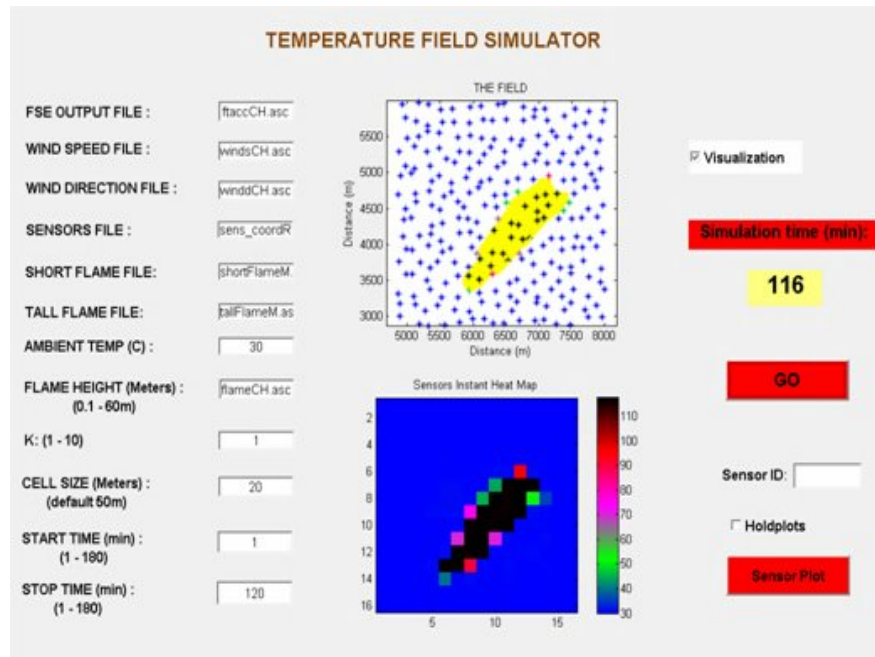 TEMPERATURE FIELD SIMULATOR
FSE OUTPUT FILE : ftaccCH.asc
WIND SPEED FILE : windsCH.asc
WIND DIRECTION FILE : winddCH.asc
SENSORS FILE : sens_coordR
SHORT FLAME FILE: shortFlameM.
TALL FLAME FILE: tallFlameM.as
AMBIENT TEMP (C) : 30
FLAME HEIGHT (Meters) : flameCH.asc
(0.1 - 60m)
K: (1 - 10) 1
CELL SIZE (Meters) : 20
(default 50m)
START TIME (min) : 1
(1 - 180)
STOP TIME (min) : 120
(1 - 180)
THE FIELD
Distance (m)
5500
5000
4500
4000
3500
3000
5000 5500 6000 6500 7000 7500 8000
Distance (m)
Sensors Instant Heat Map
2
4
6
8
10
12
14
16
5 10 15
110
100
90
80
70
60
50
40
30
Visualization
Simulation time (min):
116
GO
Sensor ID:
Holdplots
Sensor Plot